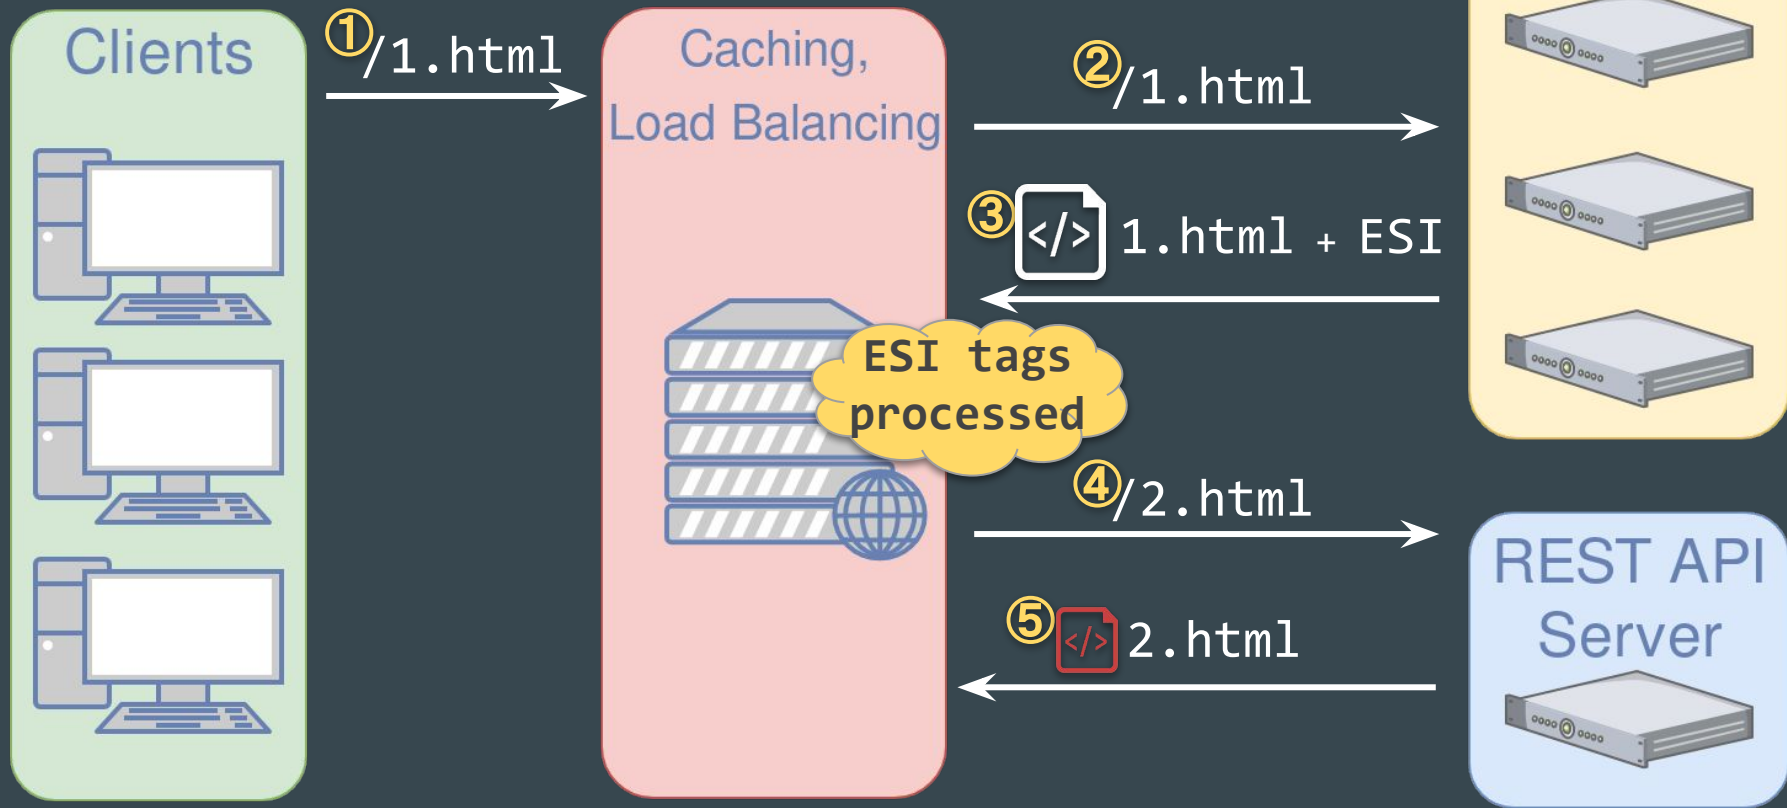 Clients
① /1.html
Caching,
Load Balancing
② /1.html
③ </> 1.html + ESI
ESI tags
processed
④ /2.html
⑤ </> 2.html
REST API
Server